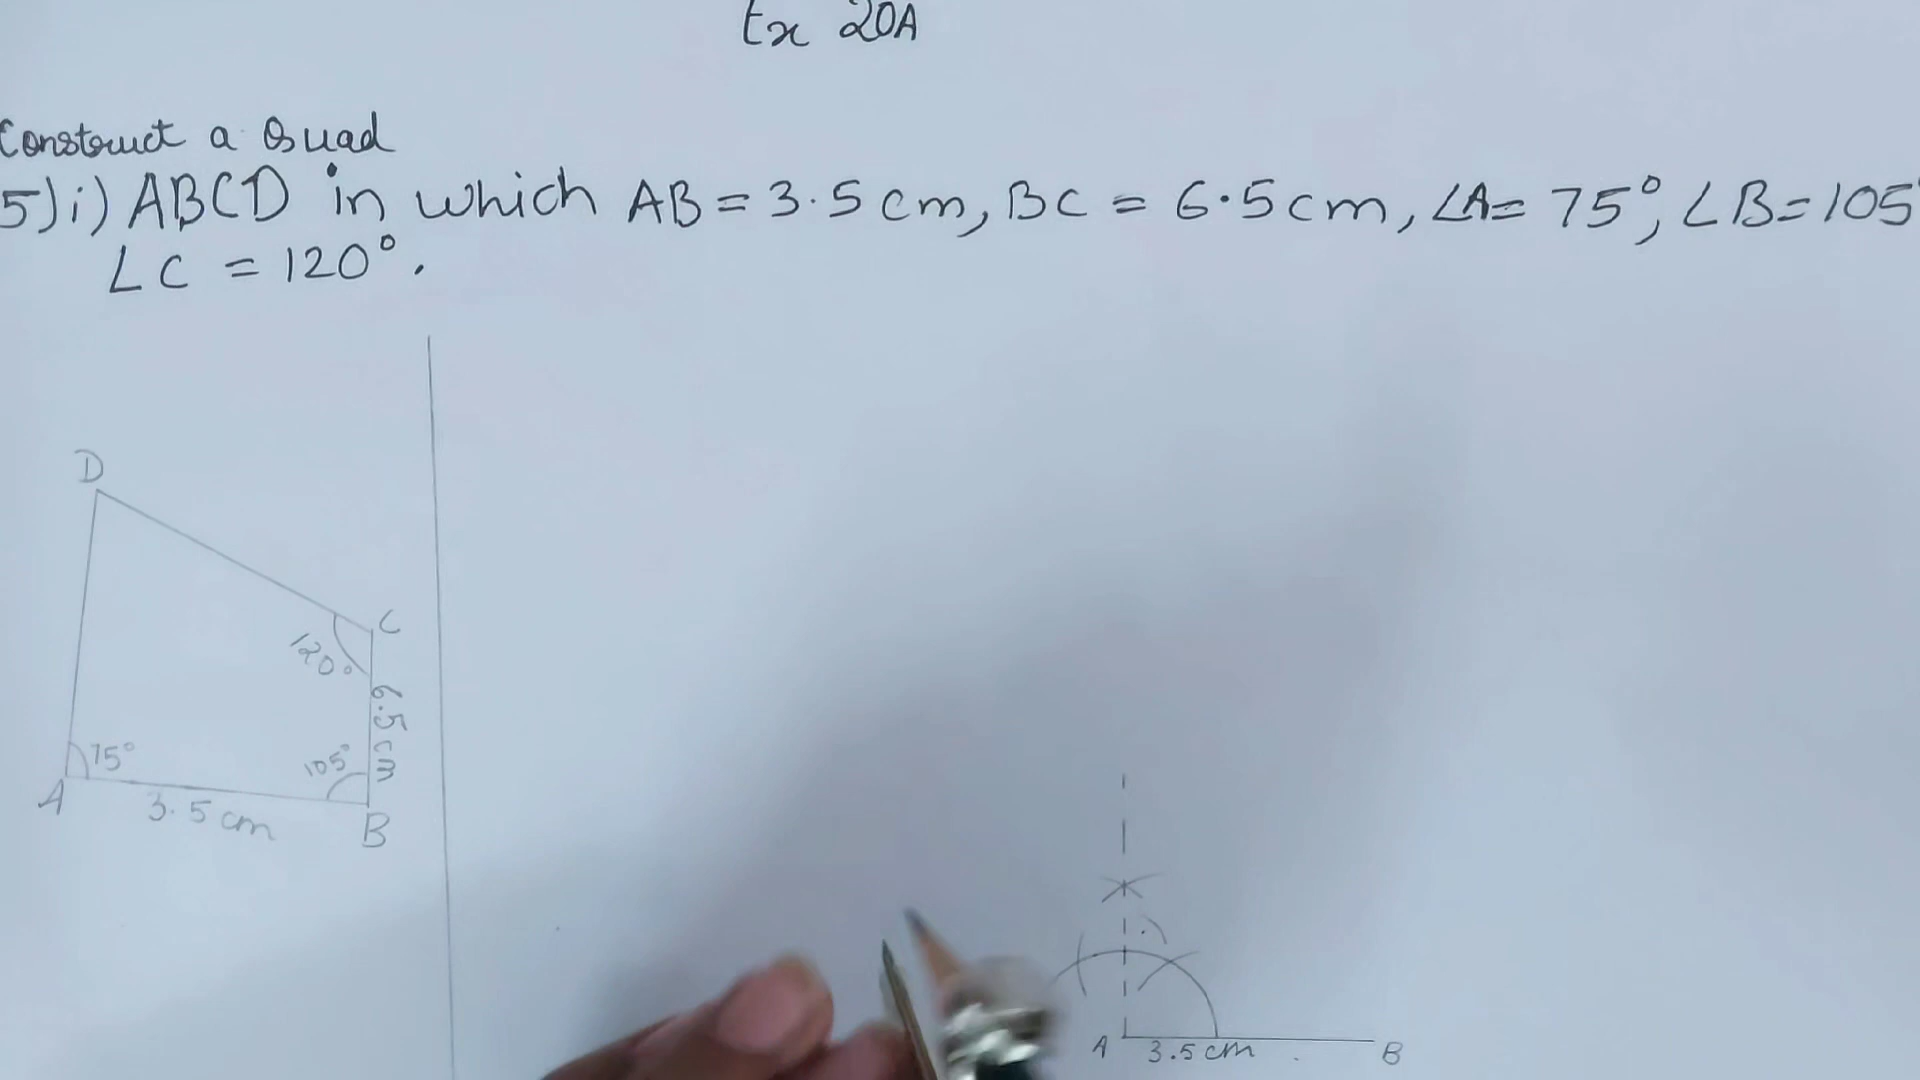 Ex 20A
Construct a Quad
5)i) ABCD in which AB = 3.5 cm, BC = 6.5 cm, ∠A= 75°, ∠B=105°
∠C = 120°.
D
C
120°
6.5 cm
75°
105°
A
3.5 cm
B
A 3.5 cm B